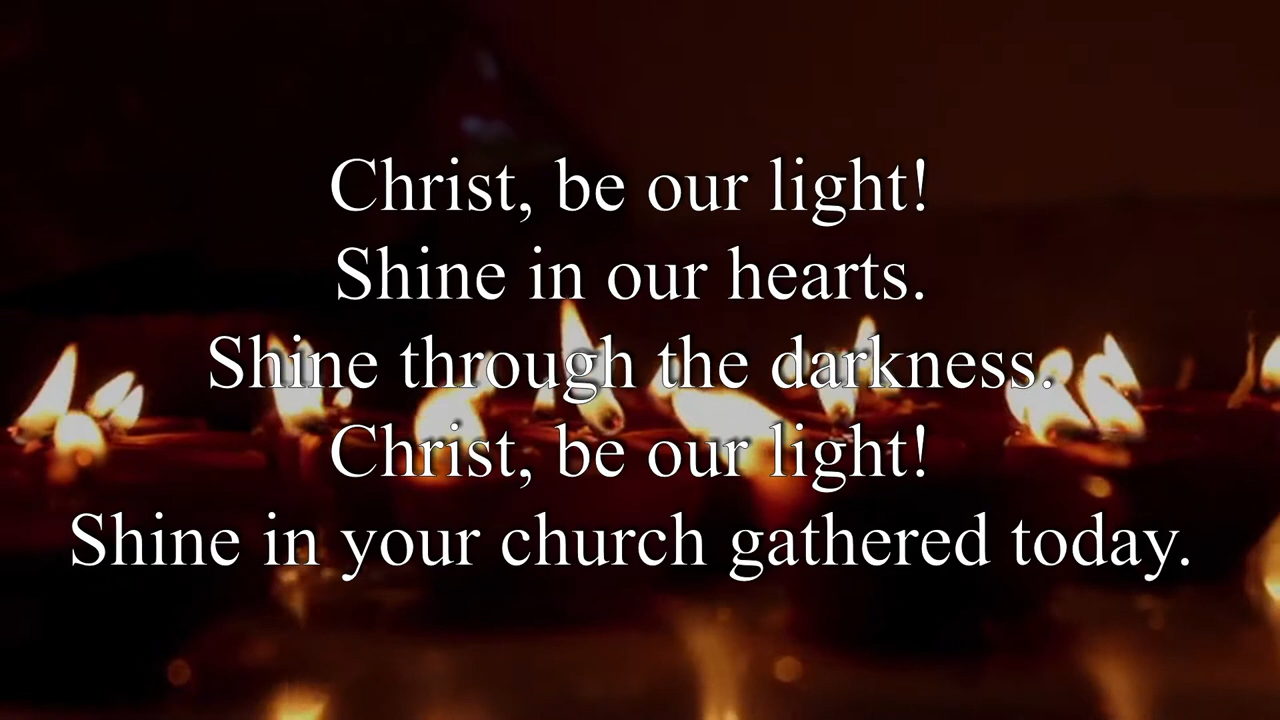 Christ, be our light!
Shine in our hearts.
Shine through the darkness.
Christ, be our light!
Shine in your church gathered today.